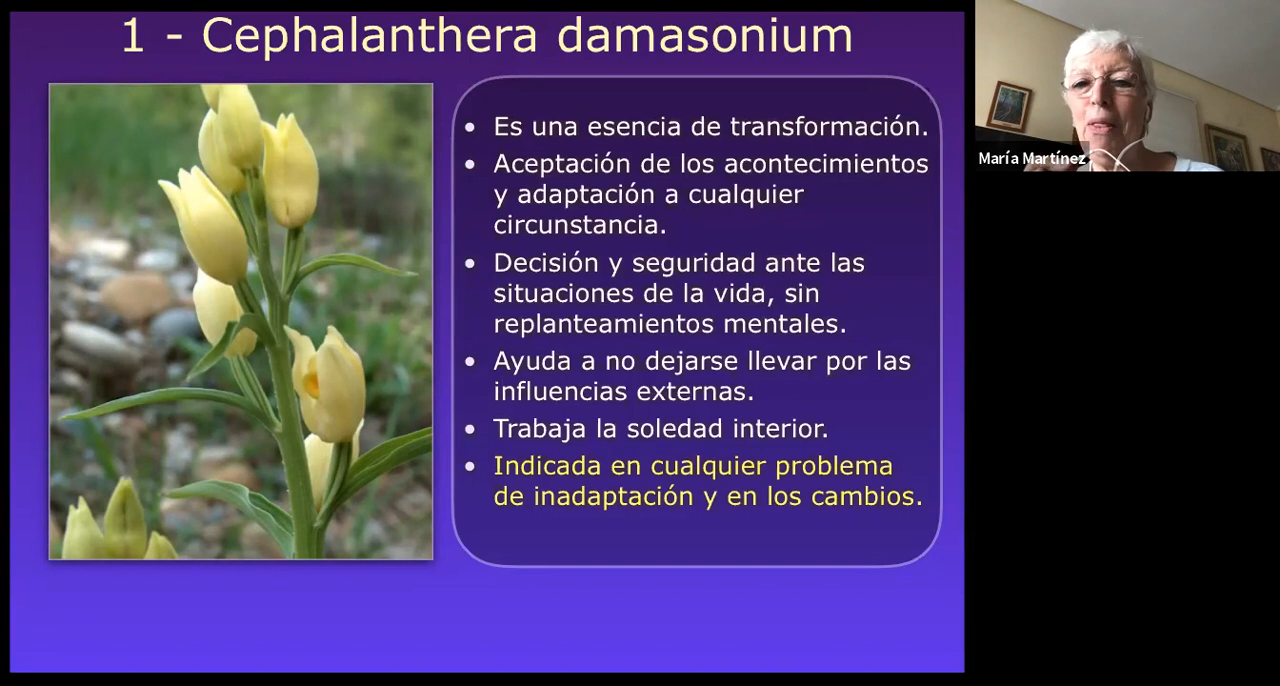 1 - Cephalanthera damasonium
• Es una esencia de transformación.
• Aceptación de los acontecimientos
y adaptación a cualquier
circunstancia.
• Decisión y seguridad ante las
situaciones de la vida, sin
replanteamientos mentales.
• Ayuda a no dejarse llevar por las
influencias externas.
• Trabaja la soledad interior.
• Indicada en cualquier problema
de inadaptación y en los cambios.
María Martínez